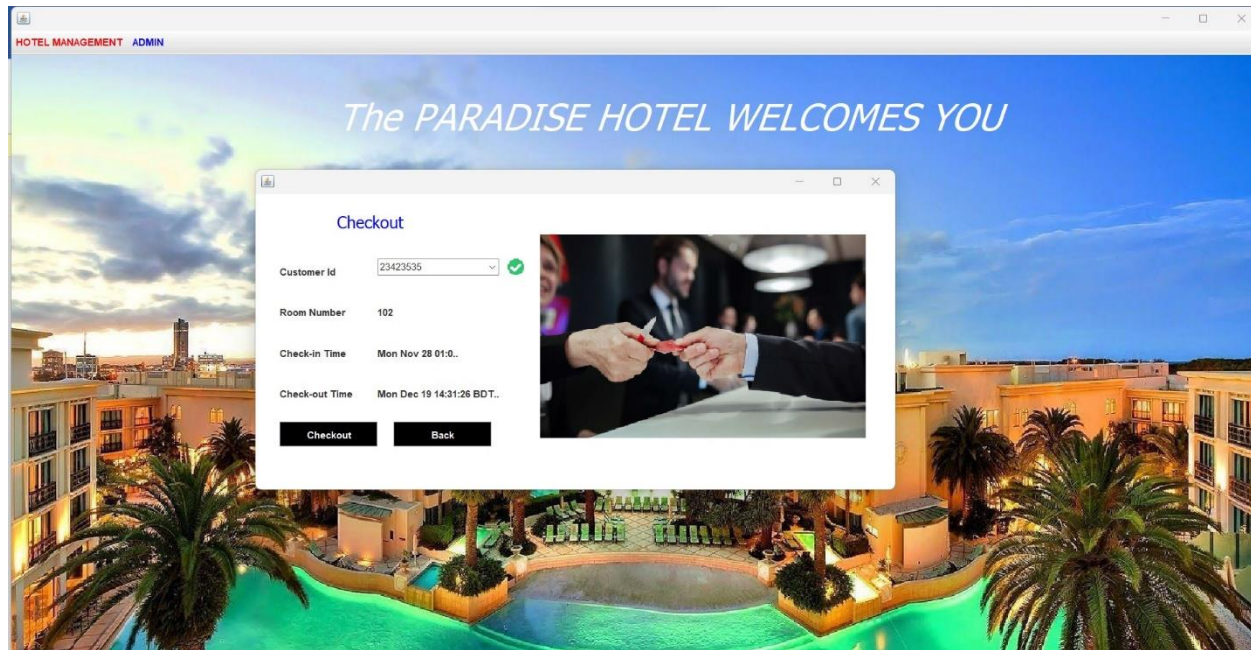 HOTEL MANAGEMENT ADMIN
The PARADISE HOTEL WELCOMES YOU
Checkout
Customer Id 23423535
Room Number 102
Check-in Time Mon Nov 28 01:0..
Check-out Time Mon Dec 19 14:31:26 BDT..
Checkout Back